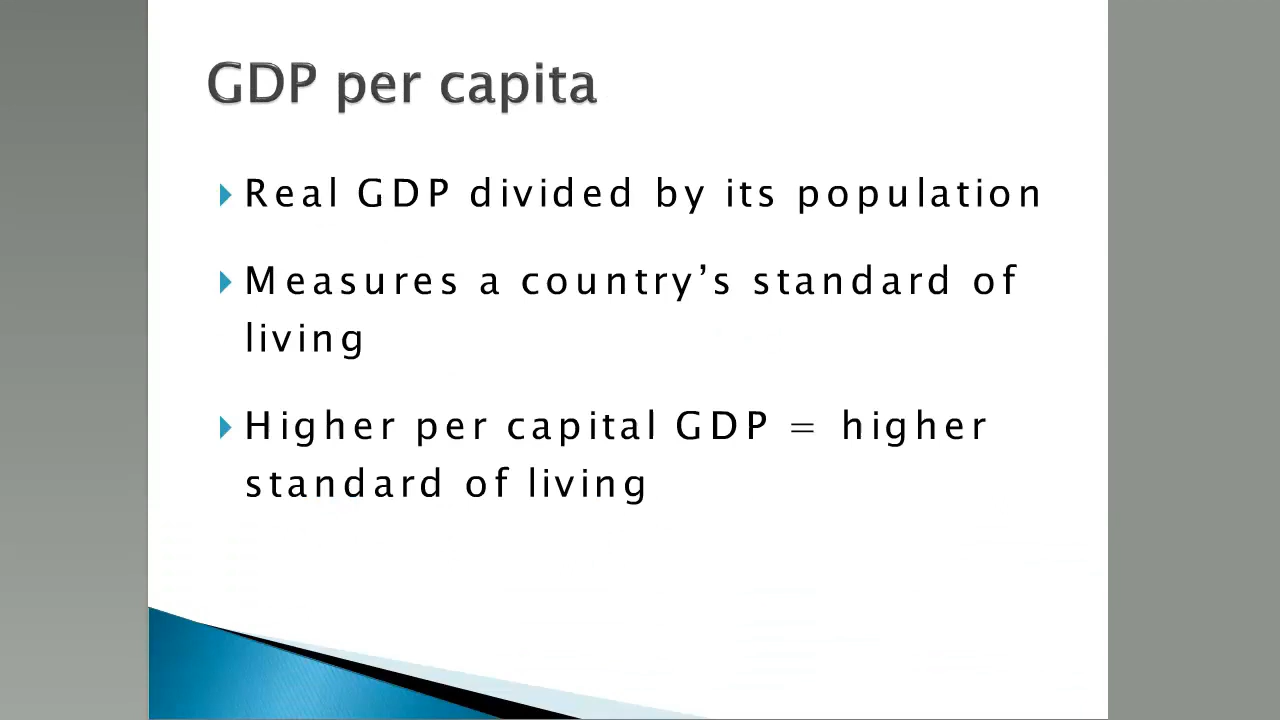 GDP per capita
Real GDP divided by its population
Measures a country’s standard of
living
Higher per capital GDP = higher
standard of living